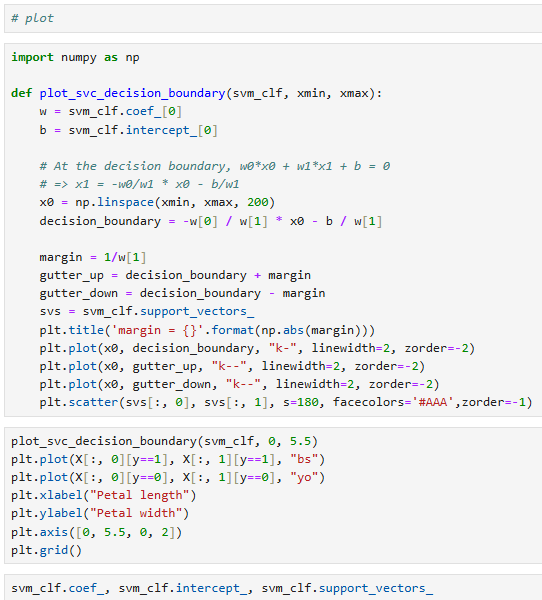 # plot
import numpy as np
def plot_svc_decision_boundary(svm_clf, xmin, xmax):
    w = svm_clf.coef_[0]
    b = svm_clf.intercept_[0]
    # At the decision boundary, w0*x0 + w1*x1 + b = 0
    # => x1 = -w0/w1 * x0 - b/w1
    x0 = np.linspace(xmin, xmax, 200)
    decision_boundary = -w[0] / w[1] * x0 - b / w[1]
    margin = 1/w[1]
    gutter_up = decision_boundary + margin
    gutter_down = decision_boundary - margin
    svs = svm_clf.support_vectors_
    plt.title('margin = {}'.format(np.abs(margin)))
    plt.plot(x0, decision_boundary, "k-", linewidth=2, zorder=-2)
    plt.plot(x0, gutter_up, "k--", linewidth=2, zorder=-2)
    plt.plot(x0, gutter_down, "k--", linewidth=2, zorder=-2)
    plt.scatter(svs[:, 0], svs[:, 1], s=180, facecolors='#AAA',zorder=-1)
plot_svc_decision_boundary(svm_clf, 0, 5.5)
plt.plot(X[:, 0][y==1], X[:, 1][y==1], "bs")
plt.plot(X[:, 0][y==0], X[:, 1][y==0], "yo")
plt.xlabel("Petal length")
plt.ylabel("Petal width")
plt.axis([0, 5.5, 0, 2])
plt.grid()
svm_clf.coef_, svm_clf.intercept_, svm_clf.support_vectors_